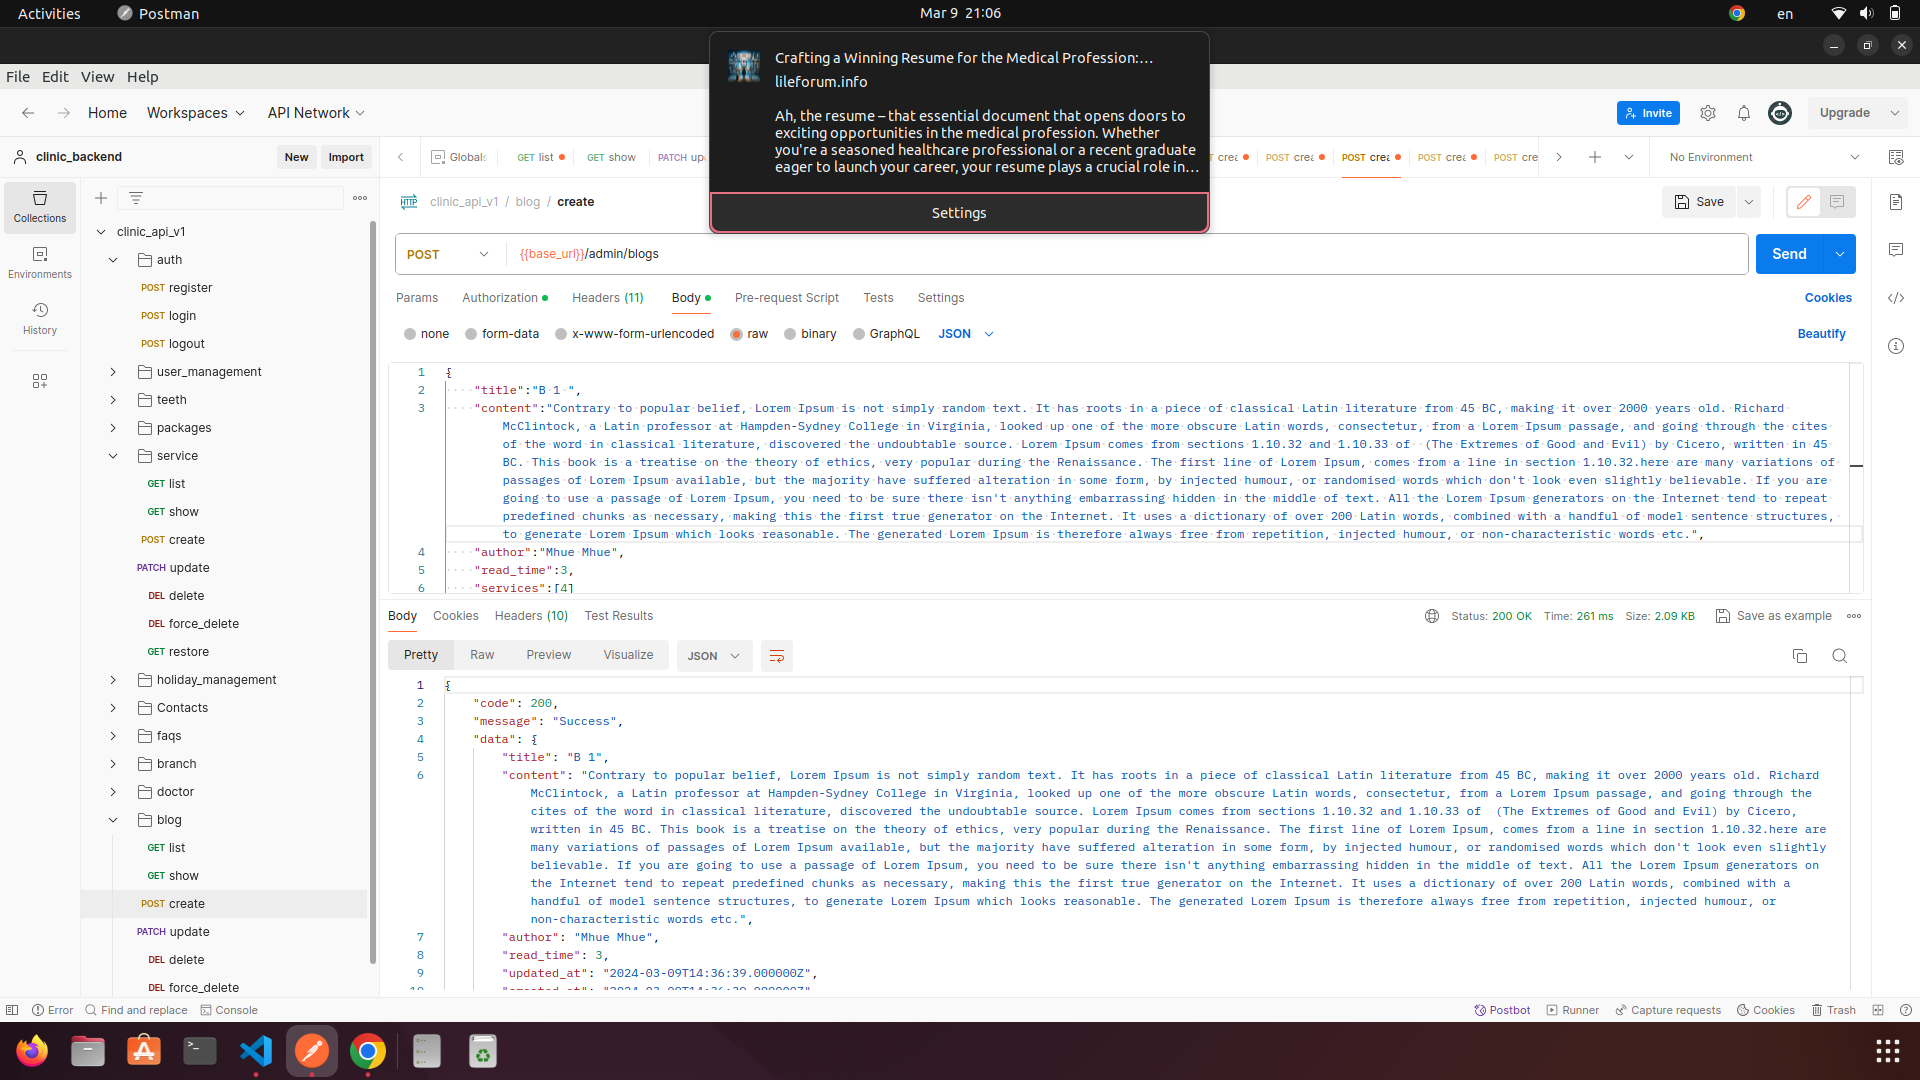 Activities
Postman
Mar 9 21:06
en
Crafting a Winning Resume for the Medical Profession:...
lileforum.info
Ah, the resume – that essential document that opens doors to
exciting opportunities in the medical profession. Whether
you're a seasoned healthcare professional or a recent graduate
eager to launch your career, your resume plays a crucial role in...
Settings
File Edit View Help
Home Workspaces API Network
Invite
Upgrade
clinic_backend
New Import
Globals
GET list
GET show
PATCH up
cre
POST cre
POST crea
POST crea
POST cre
No Environment
Collections
Environments
History
clinic_api_v1 / blog / create
Save
POST {{base_url}}/admin/blogs
Send
Params Authorization Headers (11) Body Pre-request Script Tests Settings
Cookies
none form-data x-www-form-urlencoded raw binary GraphQL JSON
Beautify
clinic_api_v1
auth
POST register
POST login
POST logout
user_management
teeth
packages
service
GET list
GET show
POST create
PATCH update
DEL delete
DEL force_delete
GET restore
holiday_management
Contacts
faqs
branch
doctor
blog
GET list
GET show
POST create
PATCH update
DEL delete
DEL force_delete
1 {
2 "title":"B 1 ",
3 "content":"Contrary to popular belief, Lorem Ipsum is not simply random text. It has roots in a piece of classical Latin literature from 45 BC, making it over 2000 years old. Richard
McClintock, a Latin professor at Hampden-Sydney College in Virginia, looked up one of the more obscure Latin words, consectetur, from a Lorem Ipsum passage, and going through the cites
of the word in classical literature, discovered the undoubtable source. Lorem Ipsum comes from sections 1.10.32 and 1.10.33 of  (The Extremes of Good and Evil) by Cicero, written in 45
BC. This book is a treatise on the theory of ethics, very popular during the Renaissance. The first line of Lorem Ipsum, comes from a line in section 1.10.32.here are many variations of
passages of Lorem Ipsum available, but the majority have suffered alteration in some form, by injected humour, or randomised words which don't look even slightly believable. If you are
going to use a passage of Lorem Ipsum, you need to be sure there isn't anything embarrassing hidden in the middle of text. All the Lorem Ipsum generators on the Internet tend to repeat
predefined chunks as necessary, making this the first true generator on the Internet. It uses a dictionary of over 200 Latin words, combined with a handful of model sentence structures,
to generate Lorem Ipsum which looks reasonable. The generated Lorem Ipsum is therefore always free from repetition, injected humour, or non-characteristic words etc.",
4 "author":"Mhue Mhue",
5 "read_time":3,
6 "services":[4]
Body Cookies Headers (10) Test Results
Status: 200 OK Time: 261 ms Size: 2.09 KB Save as example
Pretty Raw Preview Visualize JSON
1 {
2 "code": 200,
3 "message": "Success",
4 "data": {
5 "title": "B 1",
6 "content": "Contrary to popular belief, Lorem Ipsum is not simply random text. It has roots in a piece of classical Latin literature from 45 BC, making it over 2000 years old. Richard
McClintock, a Latin professor at Hampden-Sydney College in Virginia, looked up one of the more obscure Latin words, consectetur, from a Lorem Ipsum passage, and going through the
cites of the word in classical literature, discovered the undoubtable source. Lorem Ipsum comes from sections 1.10.32 and 1.10.33 of  (The Extremes of Good and Evil) by Cicero,
written in 45 BC. This book is a treatise on the theory of ethics, very popular during the Renaissance. The first line of Lorem Ipsum, comes from a line in section 1.10.32.here are
many variations of passages of Lorem Ipsum available, but the majority have suffered alteration in some form, by injected humour, or randomised words which don't look even slightly
believable. If you are going to use a passage of Lorem Ipsum, you need to be sure there isn't anything embarrassing hidden in the middle of text. All the Lorem Ipsum generators on
the Internet tend to repeat predefined chunks as necessary, making this the first true generator on the Internet. It uses a dictionary of over 200 Latin words, combined with a
handful of model sentence structures, to generate Lorem Ipsum which looks reasonable. The generated Lorem Ipsum is therefore always free from repetition, injected humour, or
non-characteristic words etc.",
7 "author": "Mhue Mhue",
8 "read_time": 3,
9 "updated_at": "2024-03-09T14:36:39.000000Z",
Error Find and replace Console
Postbot Runner Capture requests Cookies Trash